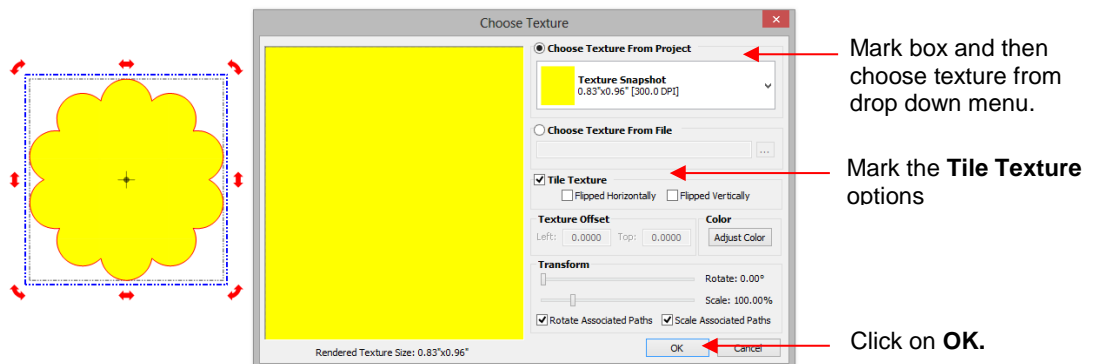 Choose Texture
Choose Texture From Project
Texture Snapshot
0.83"x0.96" [300.0 DPI]
Choose Texture From File
...
Tile Texture
Flipped Horizontally Flipped Vertically
Texture Offset
Left: 0.0000 Top: 0.0000
Color
Adjust Color
Transform
Rotate: 0.00°
Scale: 100.00%
Rotate Associated Paths Scale Associated Paths
Rendered Texture Size: 0.83"x0.96"
OK Cancel
Mark box and then
choose texture from
drop down menu.
Mark the Tile Texture
options
Click on OK.